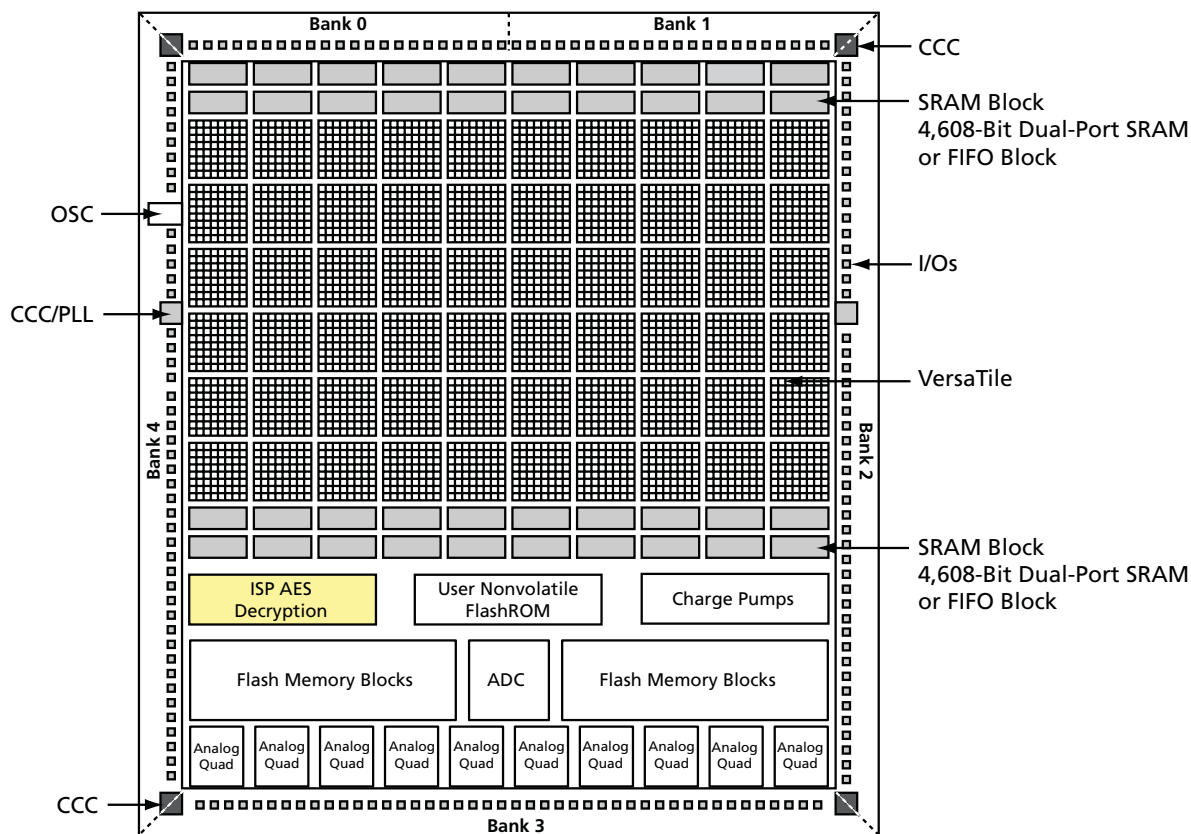 Bank 0
Bank 1
CCC
SRAM Block
4,608-Bit Dual-Port SRAM
or FIFO Block
OSC
I/Os
CCC/PLL
VersaTile
Bank 4
Bank 2
SRAM Block
4,608-Bit Dual-Port SRAM
or FIFO Block
ISP AES
Decryption
User Nonvolatile
FlashROM
Charge Pumps
Flash Memory Blocks
ADC
Flash Memory Blocks
Analog
Quad
Analog
Quad
Analog
Quad
Analog
Quad
Analog
Quad
Analog
Quad
Analog
Quad
Analog
Quad
Analog
Quad
Analog
Quad
CCC
Bank 3